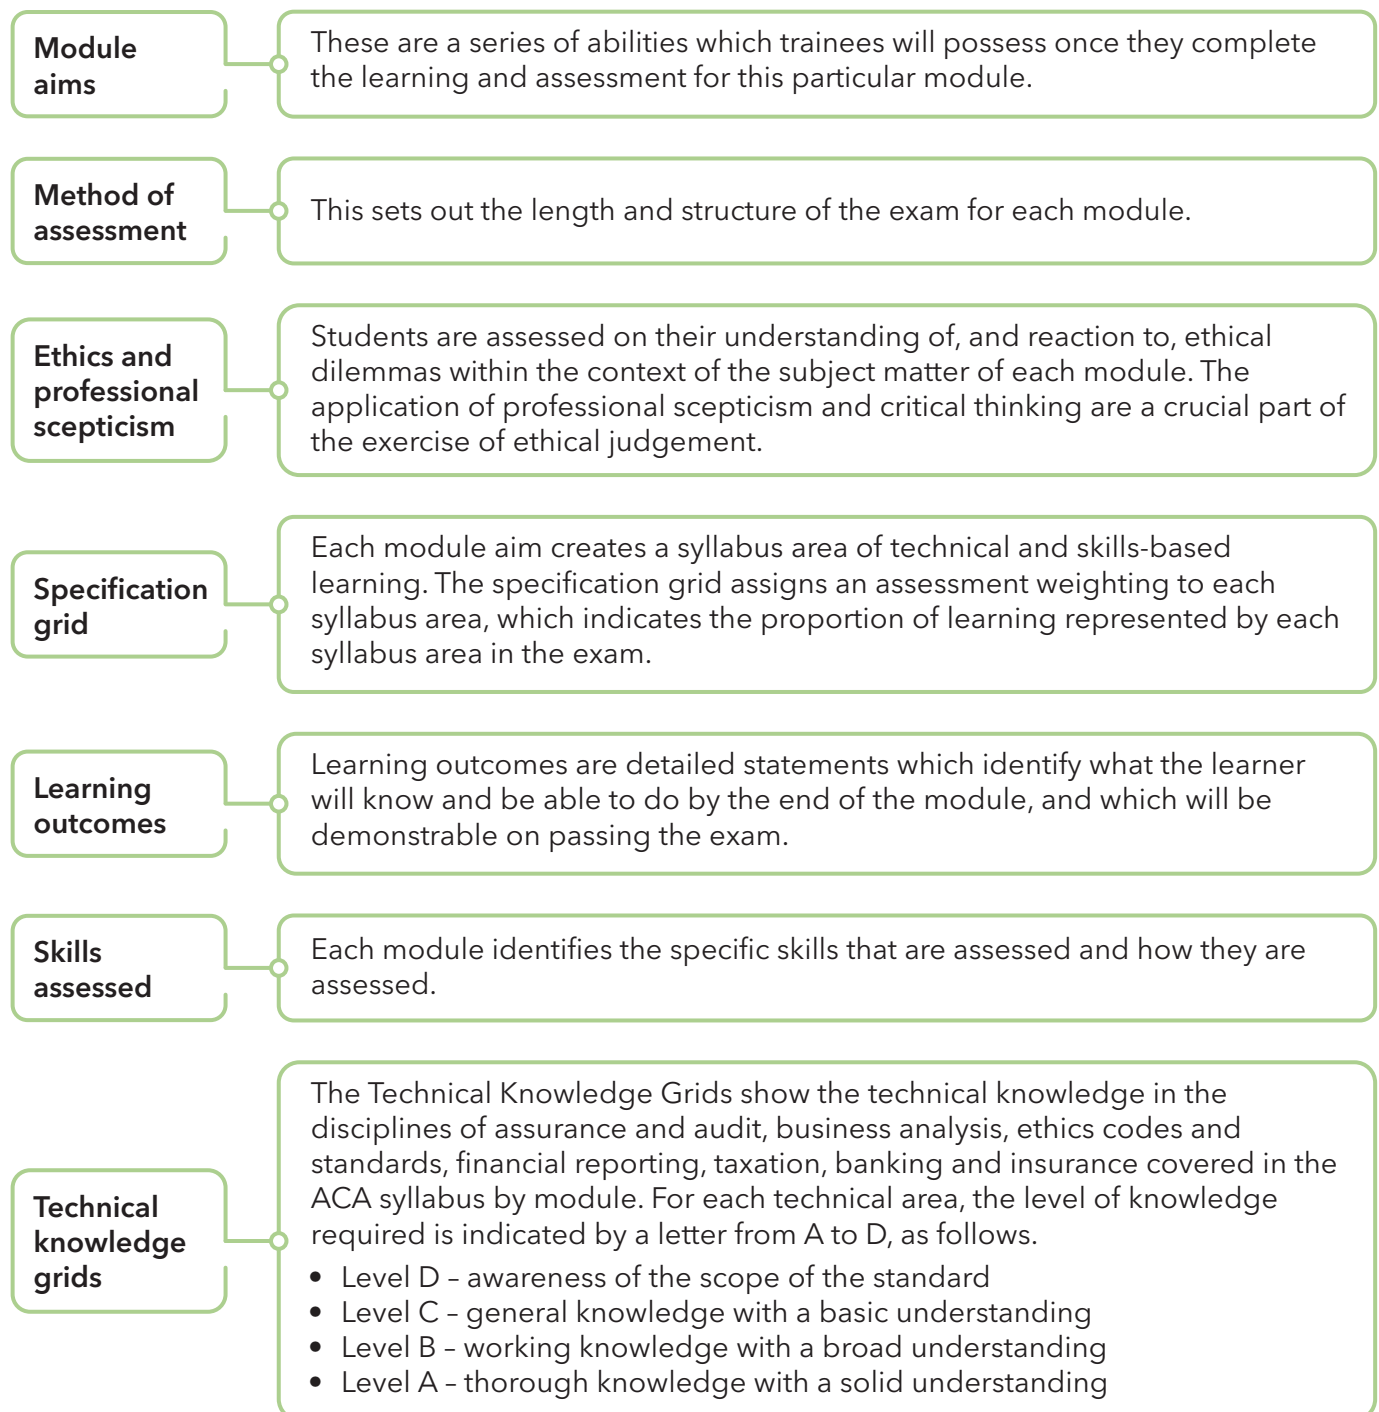 Module
aims
These are a series of abilities which trainees will possess once they complete
the learning and assessment for this particular module.
Method of
assessment
This sets out the length and structure of the exam for each module.
Ethics and
professional
scepticism
Students are assessed on their understanding of, and reaction to, ethical
dilemmas within the context of the subject matter of each module. The
application of professional scepticism and critical thinking are a crucial part of
the exercise of ethical judgement.
Specification
grid
Each module aim creates a syllabus area of technical and skills-based
learning. The specification grid assigns an assessment weighting to each
syllabus area, which indicates the proportion of learning represented by each
syllabus area in the exam.
Learning
outcomes
Learning outcomes are detailed statements which identify what the learner
will know and be able to do by the end of the module, and which will be
demonstrable on passing the exam.
Skills
assessed
Each module identifies the specific skills that are assessed and how they are
assessed.
Technical
knowledge
grids
The Technical Knowledge Grids show the technical knowledge in the
disciplines of assurance and audit, business analysis, ethics codes and
standards, financial reporting, taxation, banking and insurance covered in the
ACA syllabus by module. For each technical area, the level of knowledge
required is indicated by a letter from A to D, as follows.
• Level D – awareness of the scope of the standard
• Level C – general knowledge with a basic understanding
• Level B – working knowledge with a broad understanding
• Level A – thorough knowledge with a solid understanding